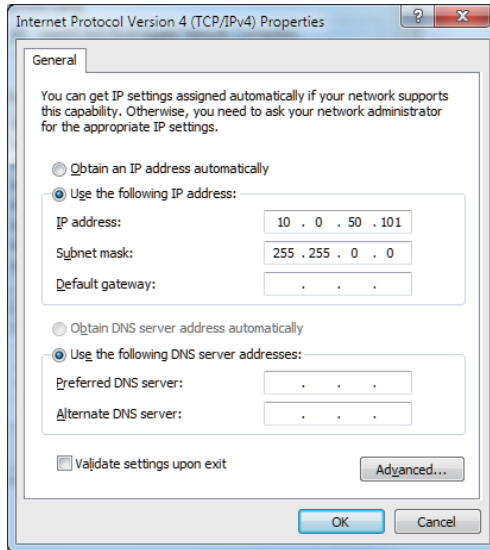 Internet Protocol Version 4 (TCP/IPv4) Properties
?
X
General
You can get IP settings assigned automatically if your network supports
this capability. Otherwise, you need to ask your network administrator
for the appropriate IP settings.
Obtain an IP address automatically
Use the following IP address:
IP address: 10 . 0 . 50 . 101
Subnet mask: 255 . 255 . 0 . 0
Default gateway: . . .
Obtain DNS server address automatically
Use the following DNS server addresses:
Preferred DNS server: . . .
Alternate DNS server: . . .
Validate settings upon exit
Advanced...
OK
Cancel